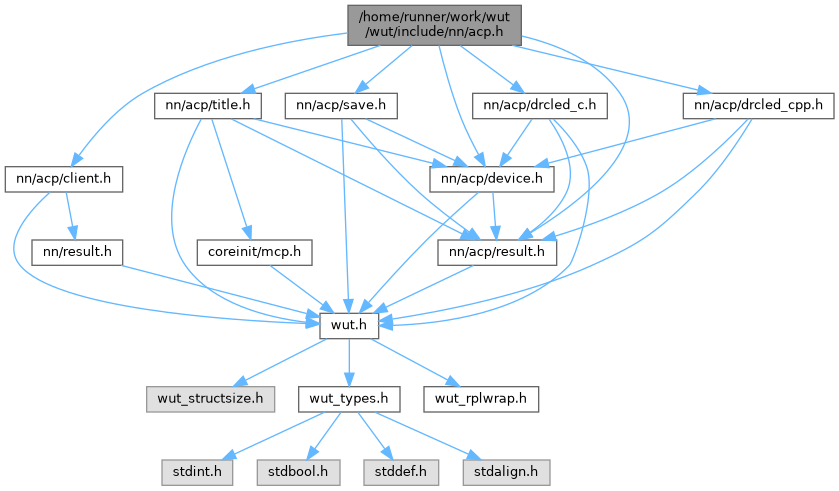 /home/runner/work/wut
/wut/include/nn/acp.h
nn/acp/title.h
nn/acp/save.h
nn/acp/drcled_c.h
nn/acp/drcled_cpp.h
nn/acp/client.h
nn/acp/device.h
nn/result.h
coreinit/mcp.h
nn/acp/result.h
wut.h
wut_structsize.h
wut_types.h
wut_rplwrap.h
stdint.h
stdbool.h
stddef.h
stdalign.h